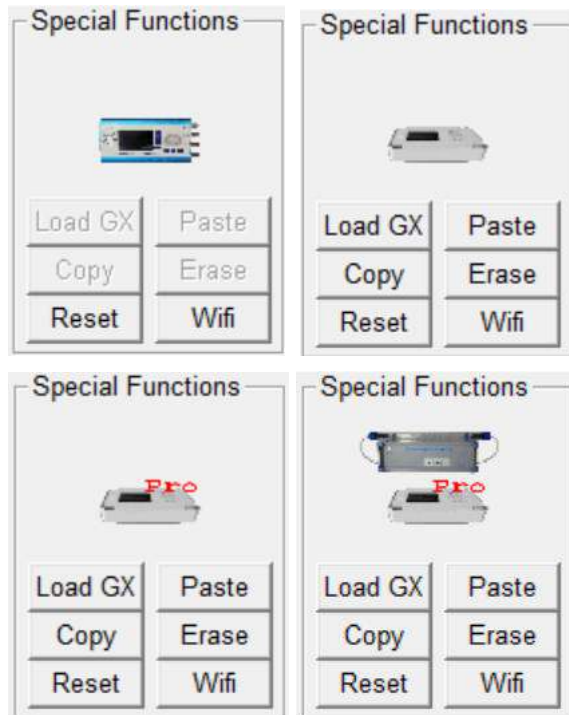 Special Functions
Load GX Paste
Copy Erase
Reset Wifi
Special Functions
Load GX Paste
Copy Erase
Reset Wifi
Special Functions
Pro
Load GX Paste
Copy Erase
Reset Wifi
Special Functions
Pro
Load GX Paste
Copy Erase
Reset Wifi